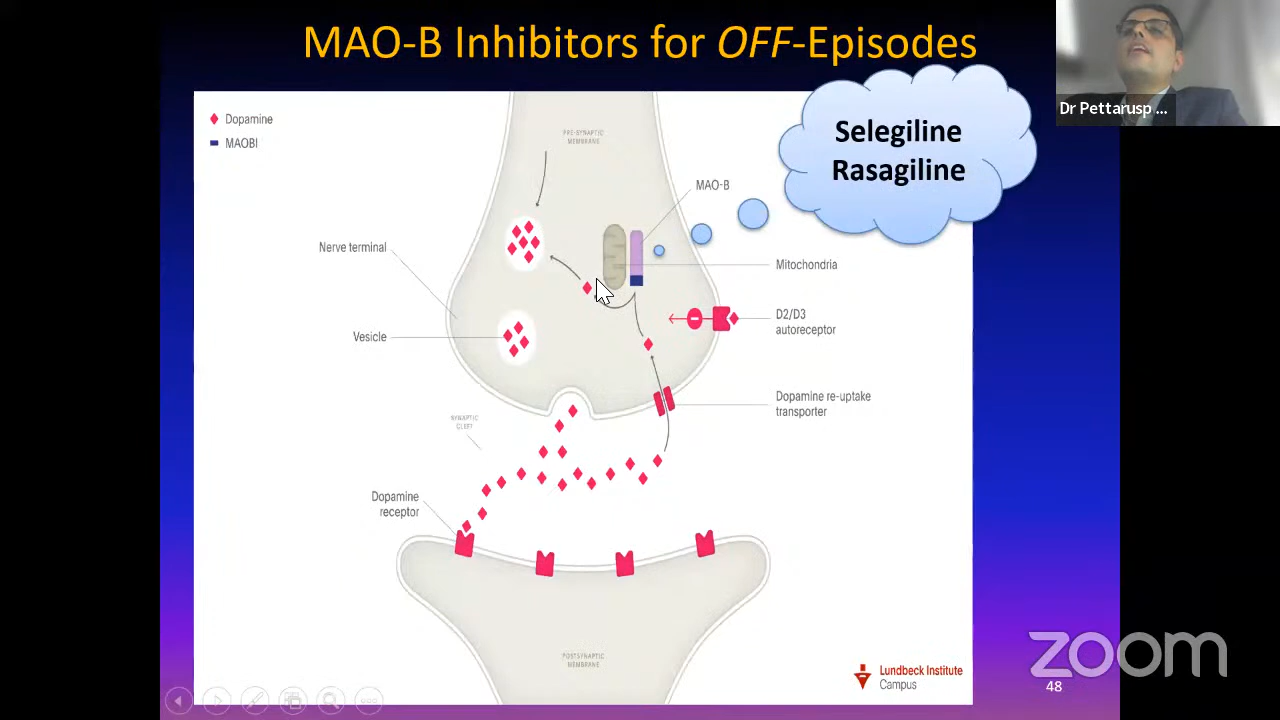 MAO-B Inhibitors for OFF-Episodes
Dr Pettarusp ...
Selegiline
Rasagiline
Dopamine
MAOBI
PRE-SYNAPTIC
MEMBRANE
MAO-B
Nerve terminal
Mitochondria
D2/D3
autoreceptor
Vesicle
Dopamine re-uptake
transporter
SYNAPTIC
CLEFT
Dopamine
receptor
POSTSYNAPTIC
MEMBRANE
Lundbeck Institute
Campus
zoom
48